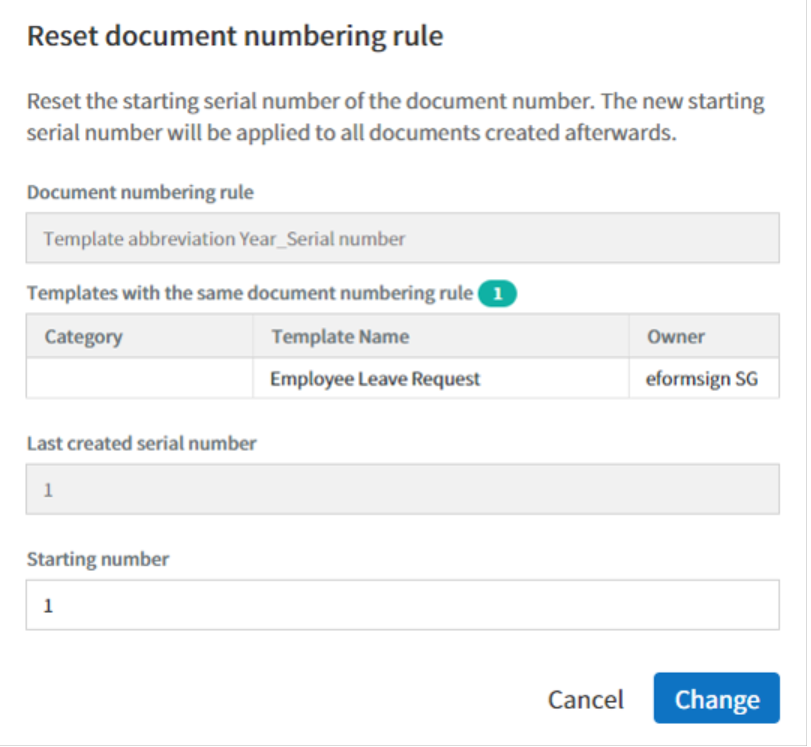 Reset document numbering rule
Reset the starting serial number of the document number. The new starting
serial number will be applied to all documents created afterwards.
Document numbering rule
Template abbreviation Year_Serial number
Templates with the same document numbering rule 1
Category Template Name Owner
Employee Leave Request eformsign SG
Last created serial number
1
Starting number
1
Cancel Change